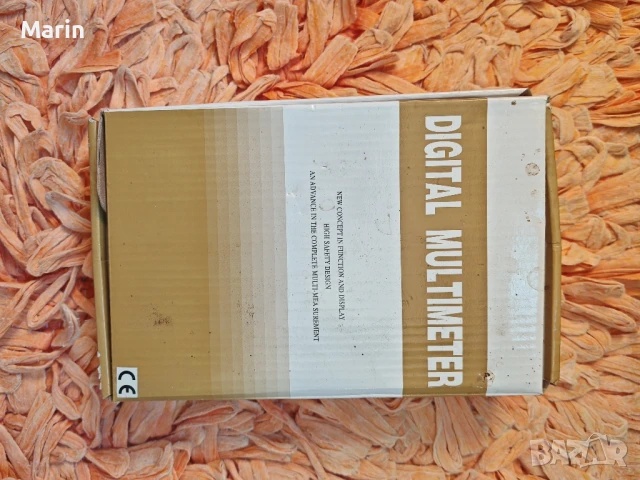 Marin
DIGITAL MULTIMETER
NEW CONCEPT IN FUNCTION AND DISPLAY
HIGH SAFETY DESIGN
AN ADVANCE IN THE COMPLETE MULTI-MEA SUREMENT
CE
BAZAR